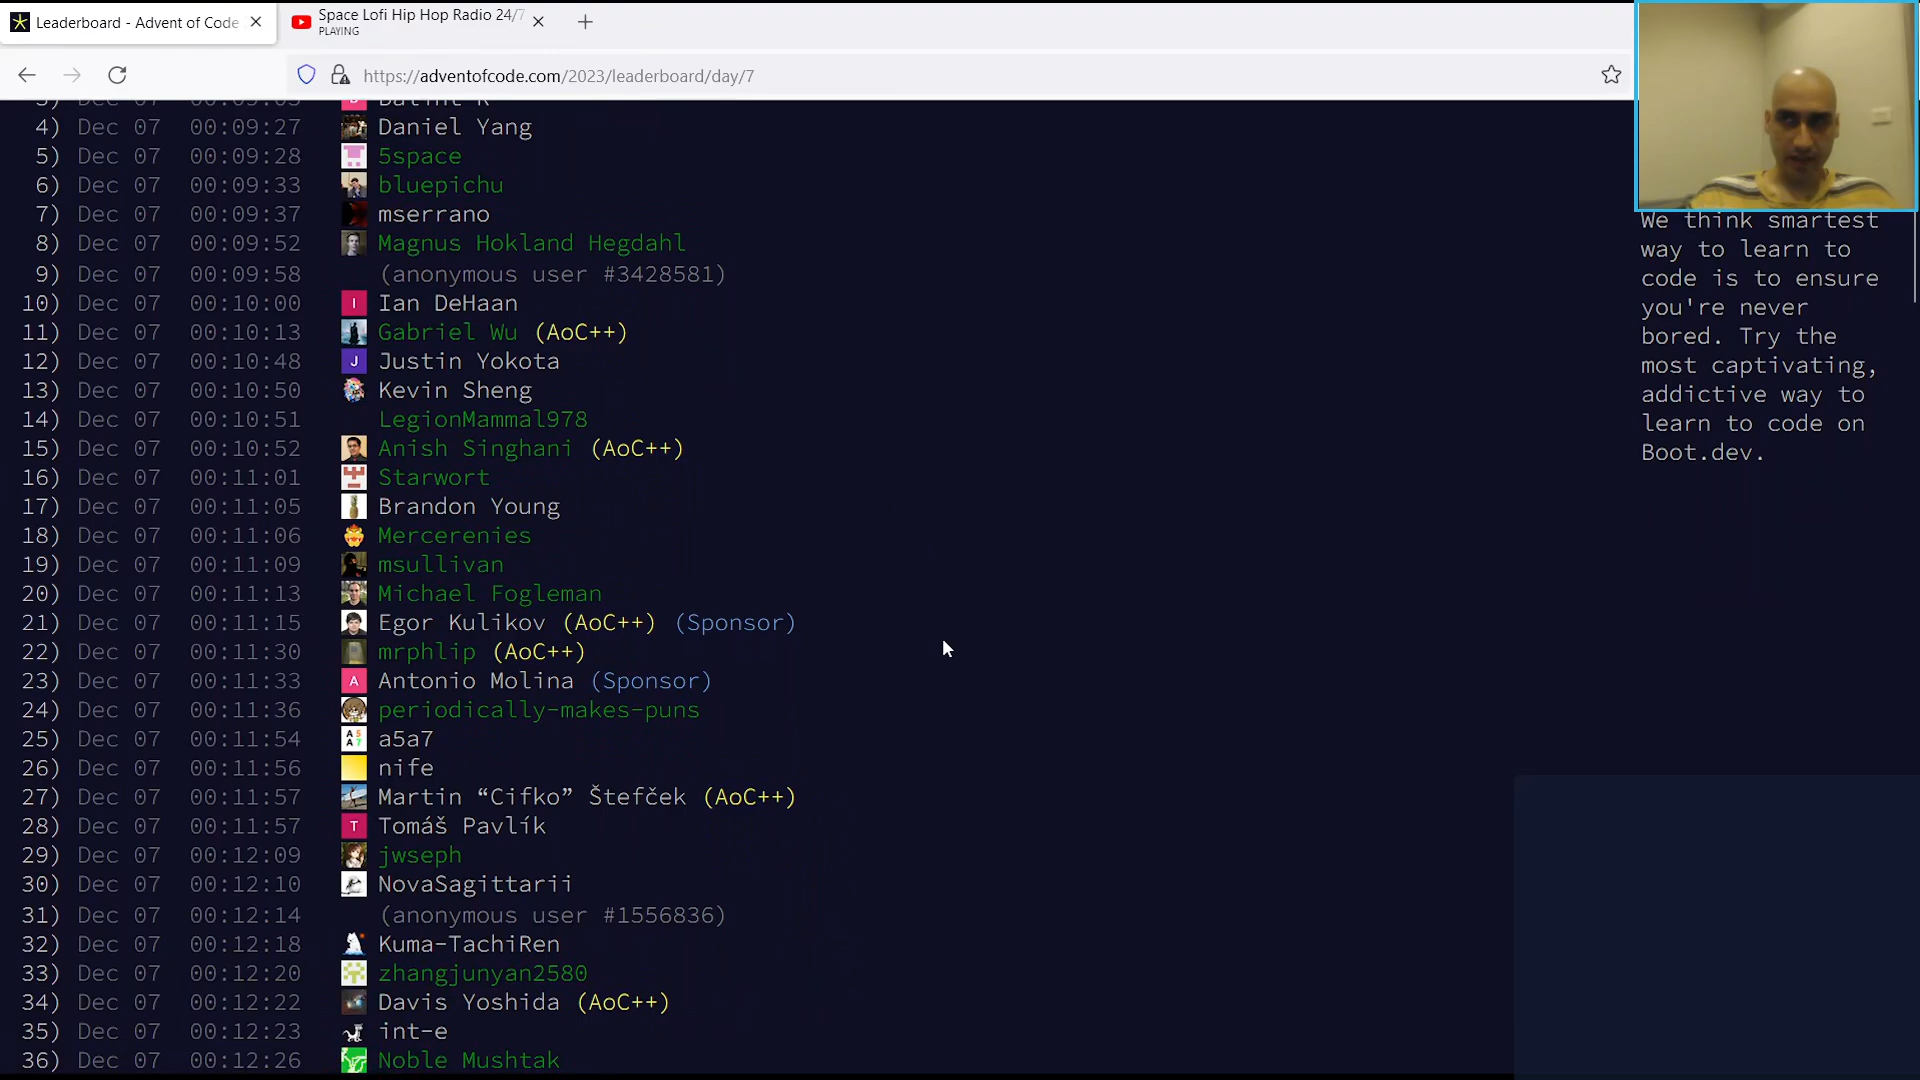 Leaderboard - Advent of Code
Space Lofi Hip Hop Radio 24/7
PLAYING
https://adventofcode.com/2023/leaderboard/day/7
4) Dec 07 00:09:27 Daniel Yang
5) Dec 07 00:09:28 5space
6) Dec 07 00:09:33 bluepichu
7) Dec 07 00:09:37 mserrano
8) Dec 07 00:09:52 Magnus Hokland Hegdahl
9) Dec 07 00:09:58 (anonymous user #3428581)
10) Dec 07 00:10:00 I Ian DeHaan
11) Dec 07 00:10:13 Gabriel Wu (AoC++)
12) Dec 07 00:10:48 J Justin Yokota
13) Dec 07 00:10:50 Kevin Sheng
14) Dec 07 00:10:51 LegionMammal978
15) Dec 07 00:10:52 Anish Singhani (AoC++)
16) Dec 07 00:11:01 Starwort
17) Dec 07 00:11:05 Brandon Young
18) Dec 07 00:11:06 Mercerenies
19) Dec 07 00:11:09 msullivan
20) Dec 07 00:11:13 Michael Fogleman
21) Dec 07 00:11:15 Egor Kulikov (AoC++) (Sponsor)
22) Dec 07 00:11:30 mrphlip (AoC++)
23) Dec 07 00:11:33 A Antonio Molina (Sponsor)
24) Dec 07 00:11:36 periodically-makes-puns
25) Dec 07 00:11:54 a5a7
26) Dec 07 00:11:56 nife
27) Dec 07 00:11:57 Martin “Cifko” Štefček (AoC++)
28) Dec 07 00:11:57 T Tomáš Pavlík
29) Dec 07 00:12:09 jwseph
30) Dec 07 00:12:10 NovaSagittarii
31) Dec 07 00:12:14 (anonymous user #1556836)
32) Dec 07 00:12:18 Kuma-TachiRen
33) Dec 07 00:12:20 zhangjunyan2580
34) Dec 07 00:12:22 Davis Yoshida (AoC++)
35) Dec 07 00:12:23 int-e
36) Dec 07 00:12:26 Noble Mushtak
We think smartest
way to learn to
code is to ensure
you're never
bored. Try the
most captivating,
addictive way to
learn to code on
Boot.dev.